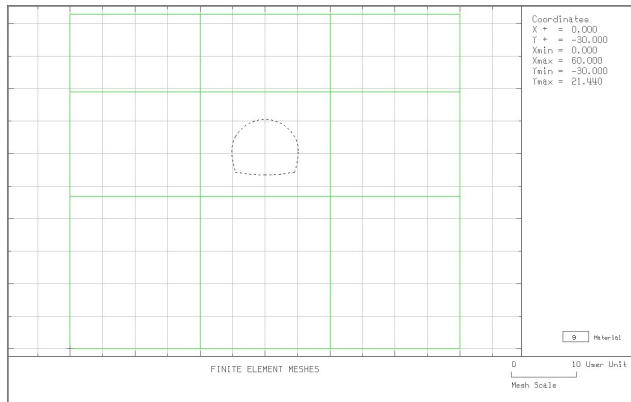 Coordinates
X + = 0.000
Y + = -30.000
Xmin = 0.000
Xmax = 60.000
Ymin = -30.000
Ymax = 21.440
9 Material
FINITE ELEMENT MESHES
0 10 User Unit
Mesh Scale